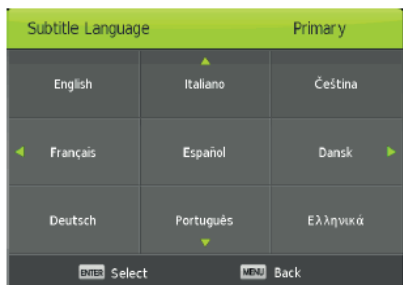 Subtitle Language Primary
English Italiano Čeština
Français Español Dansk
Deutsch Português Ελληνικά
ENTER Select MENU Back